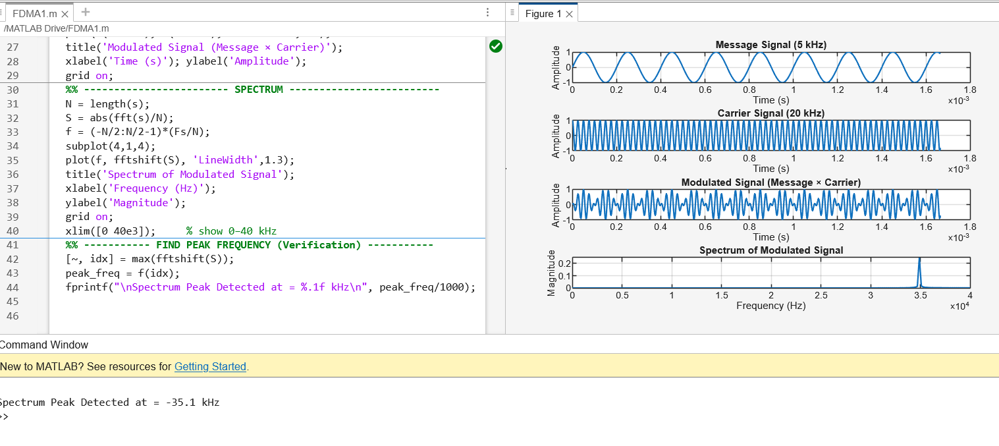 FDMA1.m × +
/MATLAB Drive/FDMA1.m
27 title('Modulated Signal (Message × Carrier)');
28 xlabel('Time (s)'); ylabel('Amplitude');
29 grid on;
30 %% ------------------------ SPECTRUM -------------------------
31 N = length(s);
32 S = abs(fft(s)/N);
33 f = (-N/2:N/2-1)*(Fs/N);
34 subplot(4,1,4);
35 plot(f, fftshift(S), 'LineWidth',1.3);
36 title('Spectrum of Modulated Signal');
37 xlabel('Frequency (Hz)');
38 ylabel('Magnitude');
39 grid on;
40 xlim([0 40e3]);     % show 0–40 kHz
41 %% ----------- FIND PEAK FREQUENCY (Verification) -----------
42 [~, idx] = max(fftshift(S));
43 peak_freq = f(idx);
44 fprintf("\nSpectrum Peak Detected at = %.1f kHz\n", peak_freq/1000);
45
46
Figure 1 ×
Message Signal (5 kHz)
Amplitude
1
0
-1
0 0.2 0.4 0.6 0.8 1 1.2 1.4 1.6 1.8
Time (s)
×10-3
Carrier Signal (20 kHz)
Amplitude
1
0
-1
0 0.2 0.4 0.6 0.8 1 1.2 1.4 1.6 1.8
Time (s)
×10-3
Modulated Signal (Message × Carrier)
Amplitude
1
0
-1
0 0.2 0.4 0.6 0.8 1 1.2 1.4 1.6 1.8
Time (s)
×10-3
Spectrum of Modulated Signal
Magnitude
0.2
0.1
0
0 0.5 1 1.5 2 2.5 3 3.5 4
Frequency (Hz)
×104
Command Window
New to MATLAB? See resources for Getting Started.
Spectrum Peak Detected at = -35.1 kHz
>>